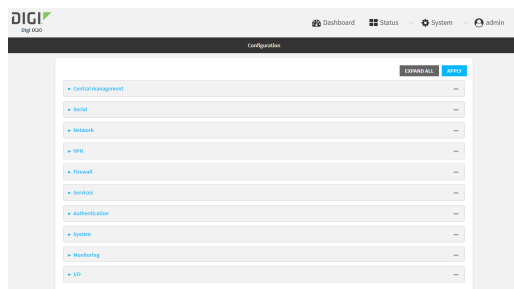 DIGI
Digi IX20
Dashboard
Status
System
admin
Configuration
EXPAND ALL
APPLY
Central management
Serial
Network
VPN
Firewall
Services
Authentication
System
Monitoring
I/O